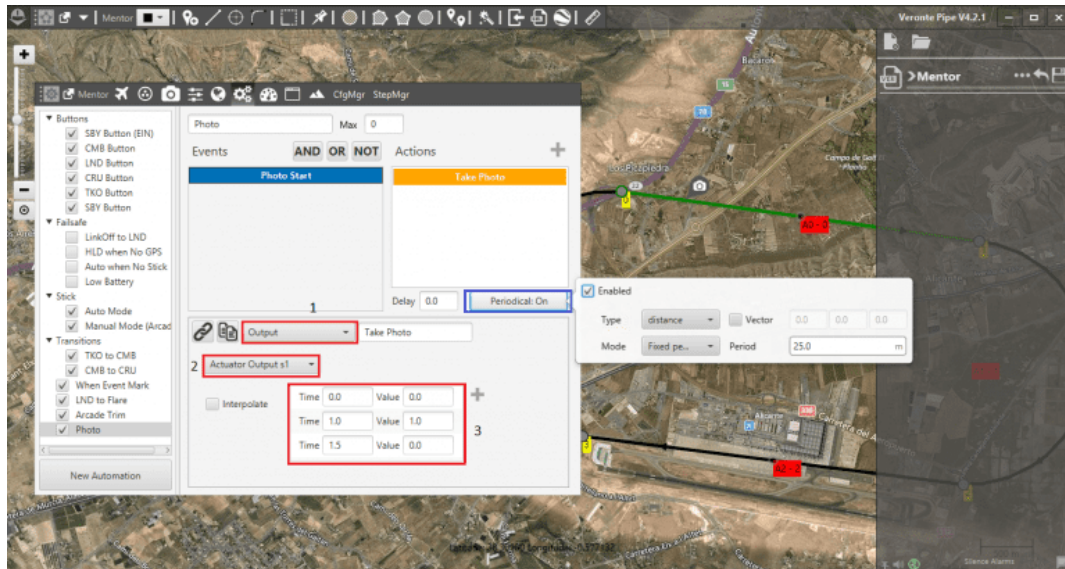 Mentor
Veronte Pipe V4.2.1
Mentor
CfgMgr StepMgr
>Mentor
Buttons
SBY Button (EIN)
CMB Button
LND Button
CRU Button
TKO Button
SBY Button
Failsafe
LinkOff to LND
HLD when No GPS
Auto when No Stick
Low Battery
Stick
Auto Mode
Manual Mode (Arcad
Transitions
TKO to CMB
CMB to CRU
When Event Mark
LND to Flare
Arcade Trim
Photo
New Automation
Photo Max 0
Events AND OR NOT Actions
Photo Start Take Photo
Delay 0.0 Periodical: On
1
Output Take Photo
2 Actuator Output s1
Interpolate
Time 0.0 Value 0.0
Time 1.0 Value 1.0
Time 1.5 Value 0.0
3
Enabled
Type distance Vector 0.0 0.0 0.0
Mode Fixed pe... Period 25.0 m
Bacarot
A0 - 0
Alicante
A2 - 2
Silence Alarms